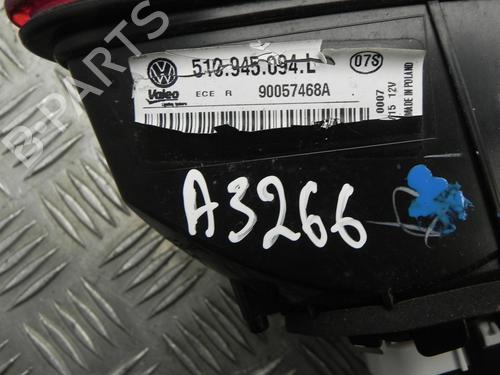 510.945.094.L
07S
Valeo
ECE R 90057468A
0007
/15 12V
MADE IN POLAND
A3266
B-PARTS